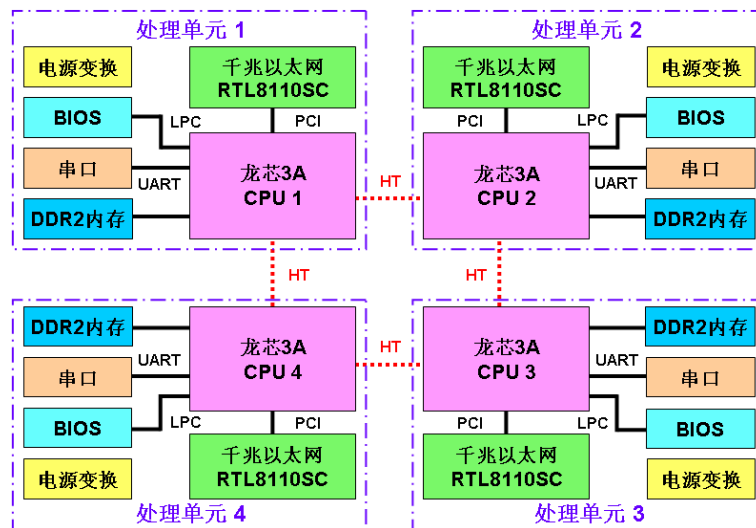 处理单元 1
电源变换
千兆以太网
RTL8110SC
BIOS
LPC
PCI
串口
UART
龙芯3A
CPU 1
DDR2内存
处理单元 2
千兆以太网
RTL8110SC
电源变换
PCI
LPC
BIOS
龙芯3A
CPU 2
UART
串口
DDR2内存
HT
HT
HT
HT
DDR2内存
龙芯3A
CPU 4
UART
串口
LPC
PCI
BIOS
千兆以太网
RTL8110SC
电源变换
处理单元 4
龙芯3A
CPU 3
DDR2内存
UART
串口
PCI
LPC
BIOS
千兆以太网
RTL8110SC
电源变换
处理单元 3